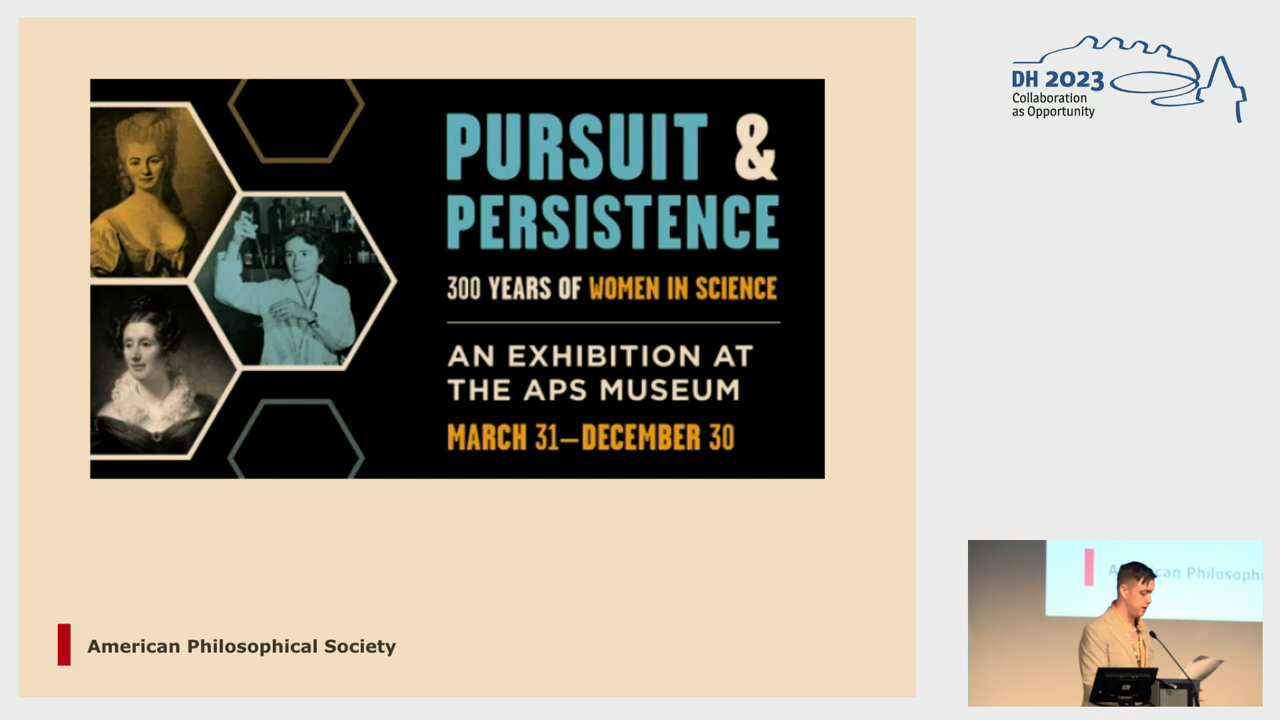 PURSUIT &
PERSISTENCE
300 YEARS OF WOMEN IN SCIENCE
AN EXHIBITION AT
THE APS MUSEUM
MARCH 31—DECEMBER 30
American Philosophical Society
DH 2023
Collaboration
as Opportunity